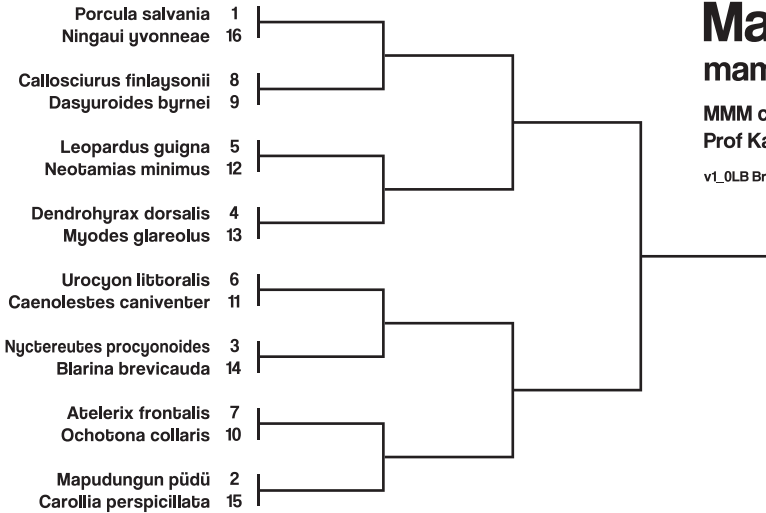 Porcula salvania 1
Ningaui yvonneae 16
Callosciurus finlaysonii 8
Dasyuroides byrnei 9
Leopardus guigna 5
Neotamias minimus 12
Dendrohyrax dorsalis 4
Myodes glareolus 13
Urocyon littoralis 6
Caenolestes caniventer 11
Nyctereutes procyonoides 3
Blarina brevicauda 14
Atelerix frontalis 7
Ochotona collaris 10
Mapudungun püdü 2
Carollia perspicillata 15
Ma
mam
MMM c
Prof Ka
v1_0LB Br